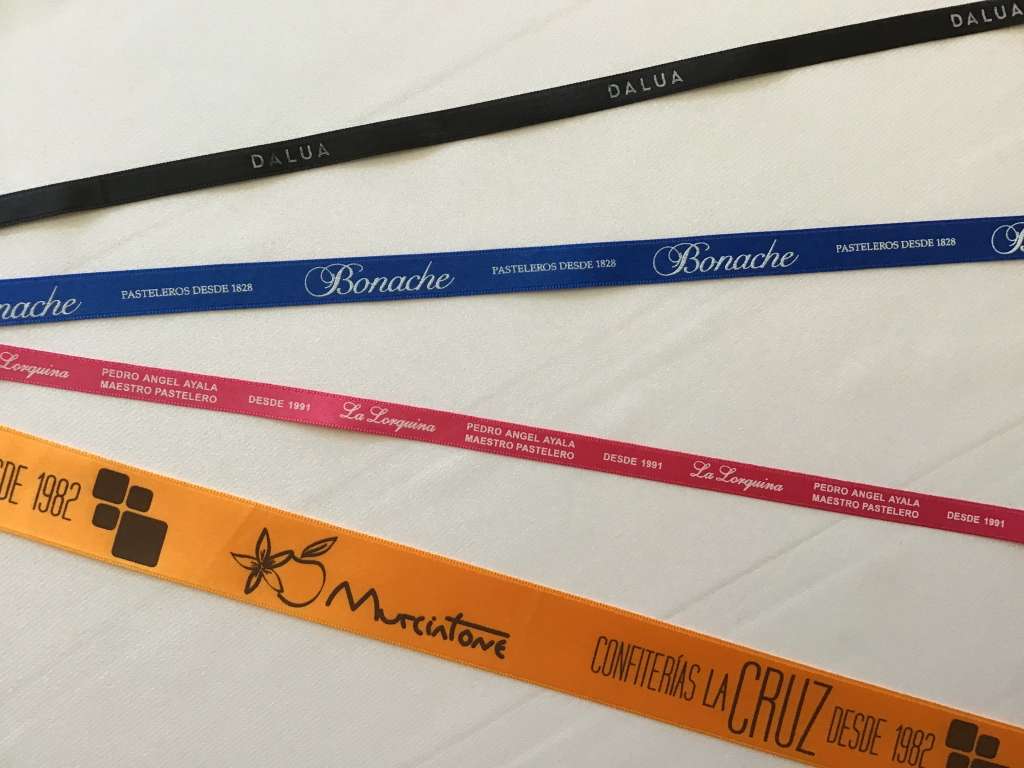 DALUA DALUA DALUA
Bonache PASTELEROS DESDE 1828 Bonache PASTELEROS DESDE 1828
Lorquina PEDRO ANGEL AYALA MAESTRO PASTELERO DESDE 1991 La Lorquina PEDRO ANGEL AYALA MAESTRO PASTELERO DESDE 1991 La Lorquina PEDRO ANGEL AYALA MAESTRO PASTELERO DESDE 1991
1982 Murcintone CONFITERÍAS LA CRUZ DESDE 1982